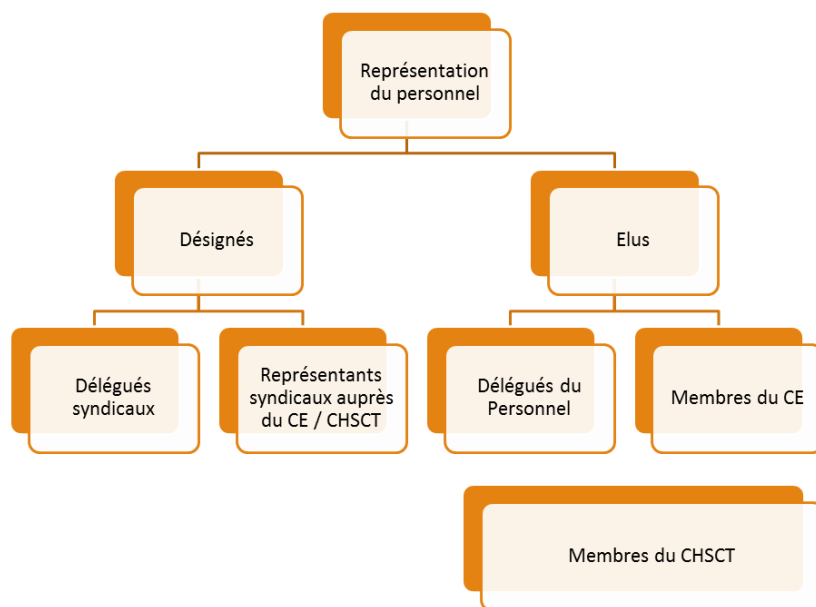 Représentation
du personnel
Désignés
Elus
Délégués
syndicaux
Représentants
syndicaux auprès
du CE / CHSCT
Délégués du
Personnel
Membres du CE
Membres du CHSCT